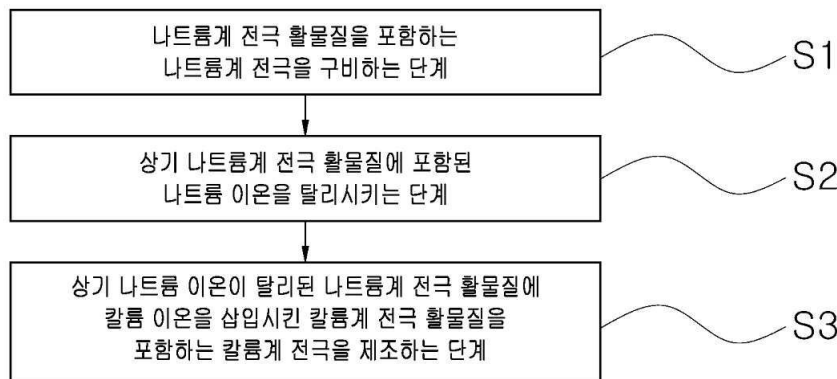 나트륨계 전극 활물질을 포함하는
나트륨계 전극을 구비하는 단계
S1
상기 나트륨계 전극 활물질에 포함된
나트륨 이온을 탈리시키는 단계
S2
상기 나트륨 이온이 탈리된 나트륨계 전극 활물질에
칼륨 이온을 삽입시킨 칼륨계 전극 활물질을
포함하는 칼륨계 전극을 제조하는 단계
S3